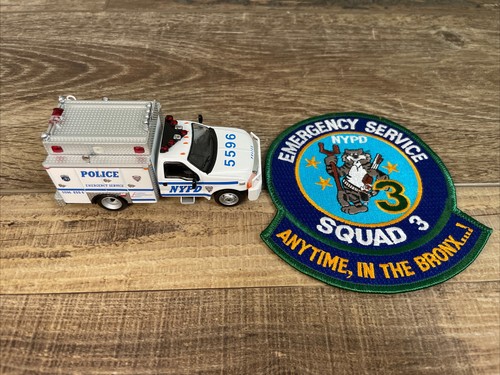 POLICE
EMERGENCY SERVICE
NYPD
5596
EMERGENCY SERVICE
NYPD
3
SQUAD 3
ANYTIME, IN THE BRONX...!